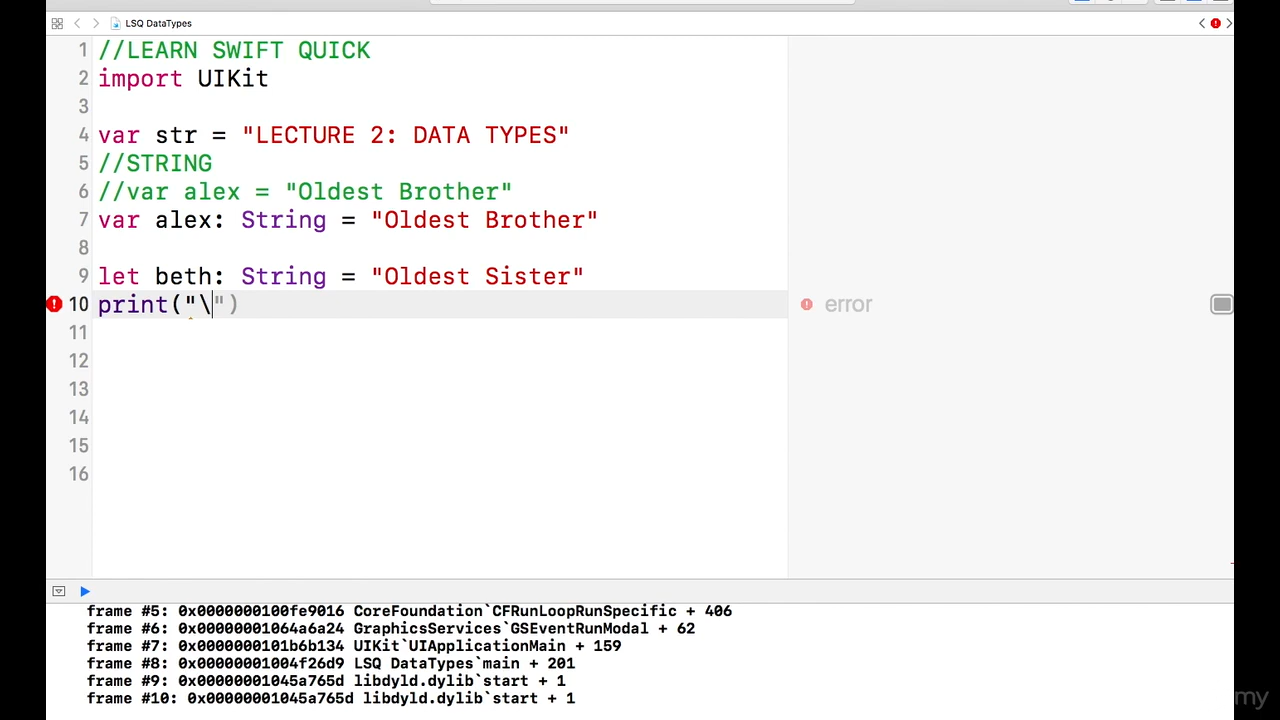 LSQ DataTypes
1 //LEARN SWIFT QUICK
2 import UIKit
3
4 var str = "LECTURE 2: DATA TYPES"
5 //STRING
6 //var alex = "Oldest Brother"
7 var alex: String = "Oldest Brother"
8
9 let beth: String = "Oldest Sister"
10 print("\") error
11
12
13
14
15
16
frame #5: 0x0000000100fe9016 CoreFoundation`CFRunLoopRunSpecific + 406
frame #6: 0x00000001064a6a24 GraphicsServices`GSEventRunModal + 62
frame #7: 0x0000000101b6b134 UIKit`UIApplicationMain + 159
frame #8: 0x00000001004f26d9 LSQ DataTypes`main + 201
frame #9: 0x00000001045a765d libdyld.dylib`start + 1
frame #10: 0x00000001045a765d libdyld.dylib`start + 1
my